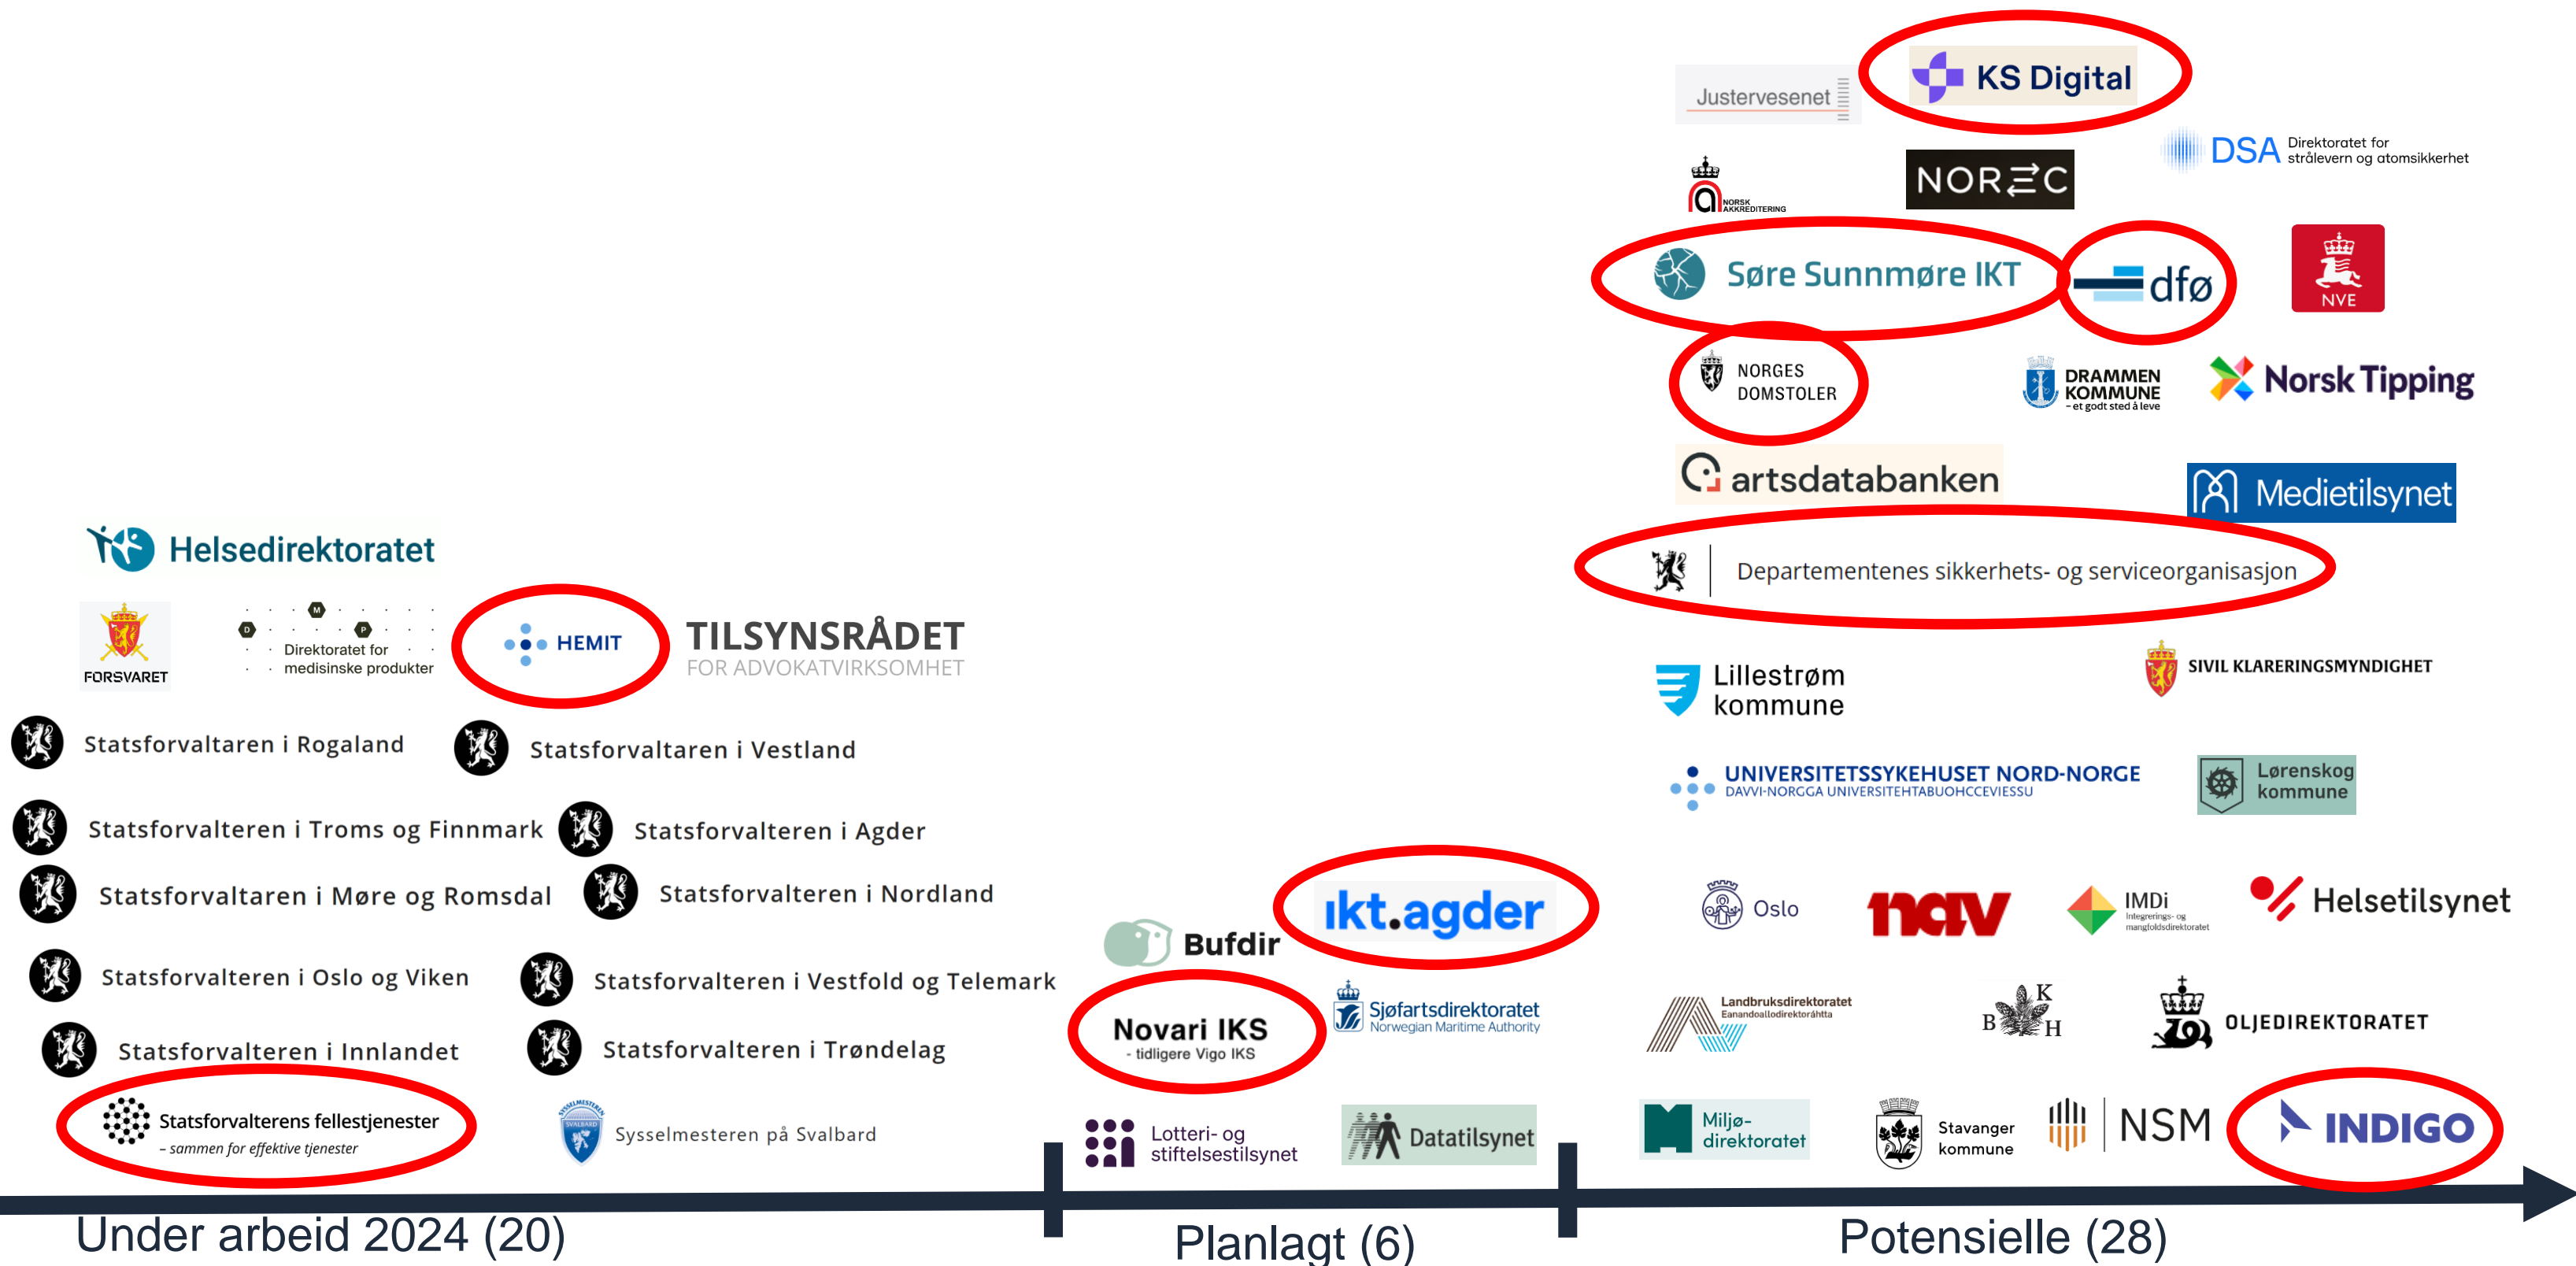 Helsedirektoratet
FORSVARET
D M P
Direktoratet for
medisinske produkter
HEMIT
TILSYNSRÅDET
FOR ADVOKATVIRKSOMHET
Statsforvaltaren i Rogaland
Statsforvaltaren i Vestland
Statsforvalteren i Troms og Finnmark
Statsforvalteren i Agder
Statsforvaltaren i Møre og Romsdal
Statsforvalteren i Nordland
Statsforvalteren i Oslo og Viken
Statsforvalteren i Vestfold og Telemark
Statsforvalteren i Innlandet
Statsforvalteren i Trøndelag
Statsforvalterens fellestjenester
– sammen for effektive tjenester
SYSSELMESTEREN
SVALBARD
Sysselmesteren på Svalbard
Under arbeid 2024 (20)
Bufdir
ikt.agder
Novari IKS
- tidligere Vigo IKS
Sjøfartsdirektoratet
Norwegian Maritime Authority
Lotteri- og
stiftelsestilsynet
Datatilsynet
Planlagt (6)
Justervesenet
KS Digital
NORSK
AKKREDITERING
NOREC
DSA
Direktoratet for
strålevern og atomsikkerhet
Søre Sunnmøre IKT
dfø
NVE
NORGES
DOMSTOLER
DRAMMEN
KOMMUNE
– et godt sted å leve
Norsk Tipping
artsdatabanken
Medietilsynet
Departementenes sikkerhets- og serviceorganisasjon
Lillestrøm
kommune
SIVIL KLARERINGSMYNDIGHET
UNIVERSITETSSYKEHUSET NORD-NORGE
DAVVI-NORGGA UNIVERSITEHTABUOHCCEVIESSU
Lørenskog
kommune
Oslo
nav
IMDi
Integrerings- og
mangfoldsdirektoratet
Helsetilsynet
Landbruksdirektoratet
Eanandoallodirektoráhtta
B K H
OLJEDIREKTORATET
Miljø-
direktoratet
Stavanger
kommune
NSM
INDIGO
Potensielle (28)